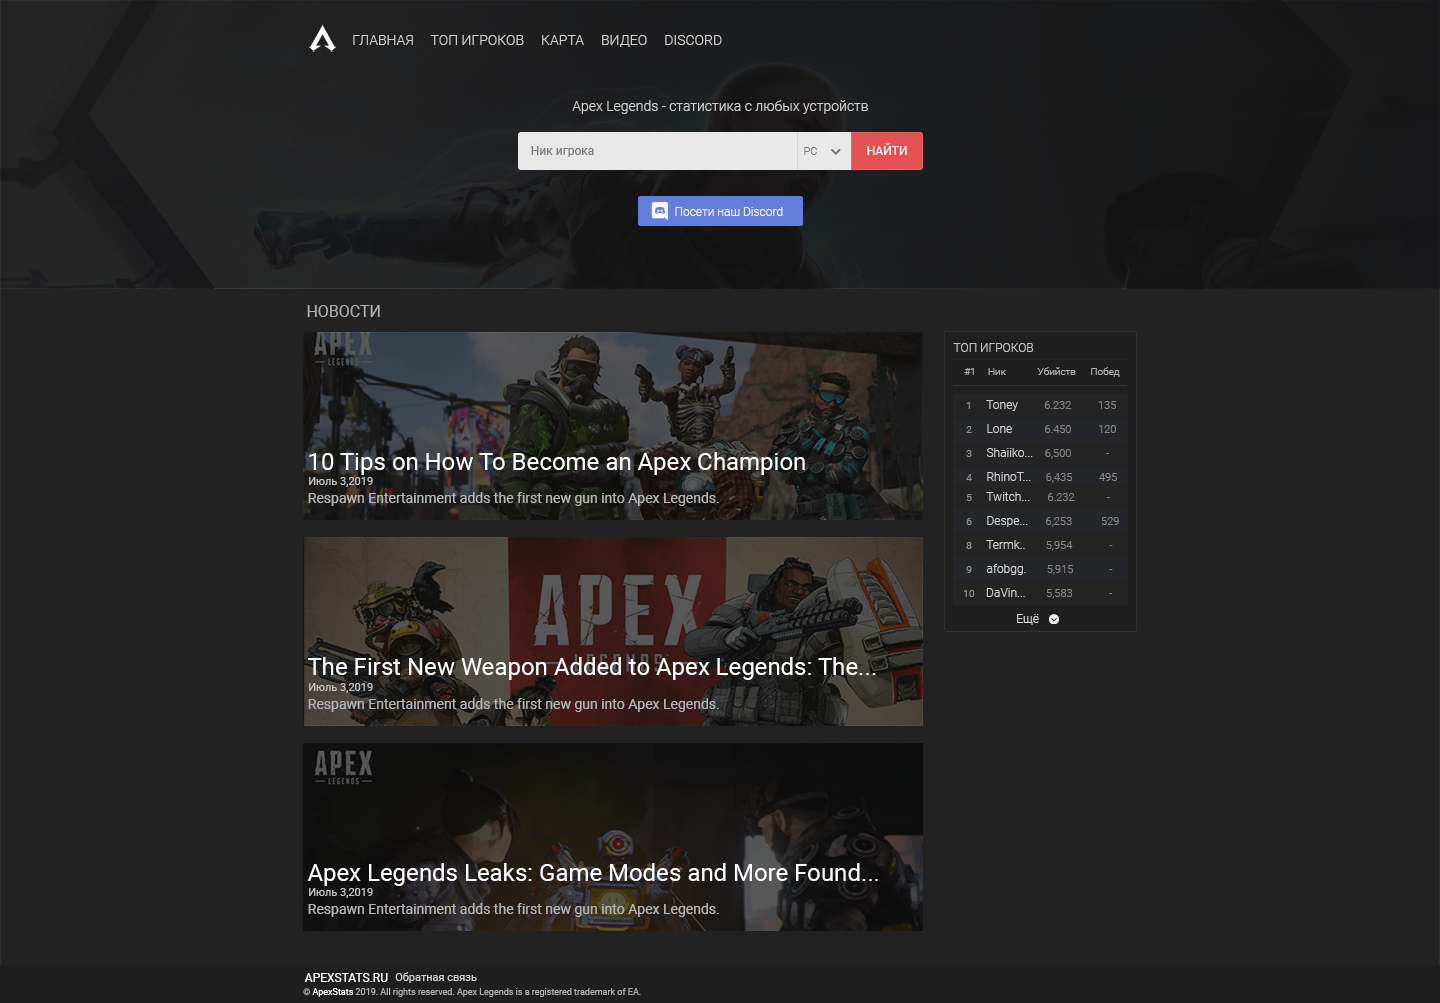 ГЛАВНАЯ ТОП ИГРОКОВ КАРТА ВИДЕО DISCORD
Apex Legends - статистика с любых устройств
Ник игрока PC НАЙТИ
Посети наш Discord
НОВОСТИ
APEX
LEGENDS
10 Tips on How To Become an Apex Champion
Июль 3,2019
Respawn Entertainment adds the first new gun into Apex Legends.
APEX
LEGENDS
The First New Weapon Added to Apex Legends: The...
Июль 3,2019
Respawn Entertainment adds the first new gun into Apex Legends.
APEX
LEGENDS
Apex Legends Leaks: Game Modes and More Found...
Июль 3,2019
Respawn Entertainment adds the first new gun into Apex Legends.
ТОП ИГРОКОВ
#1 Ник Убийств Побед
1 Toney 6.232 135
2 Lone 6.450 120
3 Shaiiko... 6,500 -
4 RhinoT... 6,435 495
5 Twitch... 6.232 -
6 Despe... 6,253 529
8 Termk.. 5,954 -
9 afobgg. 5,915 -
10 DaVin... 5,583 -
Ещё
APEXSTATS.RU Обратная связь
© ApexStats 2019. All rights reserved. Apex Legends is a registered trademark of EA.